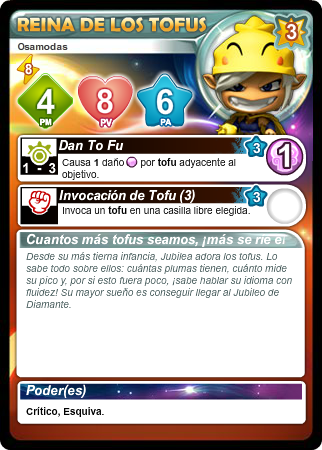 REINA DE LOS TOFUS
3
Osamodas
8
4
PM
8
PV
6
PA
Dan To Fu
3
1
1 - 3
Causa 1 daño por tofu adyacente al
objetivo.
Invocación de Tofu (3)
3
Invoca un tofu en una casilla libre elegida.
Cuantos más tofus seamos, ¡más se ríe
Desde su más tierna infancia, Jubilea adora los tofus. Lo
sabe todo sobre ellos: cuántas plumas tienen, cuánto mide
su pico y, por si esto fuera poco, ¡sabe hablar su idioma con
fluidez! Su mayor sueño es conseguir llegar al Jubileo de
Diamante.
Poder(es)
Crítico, Esquiva.